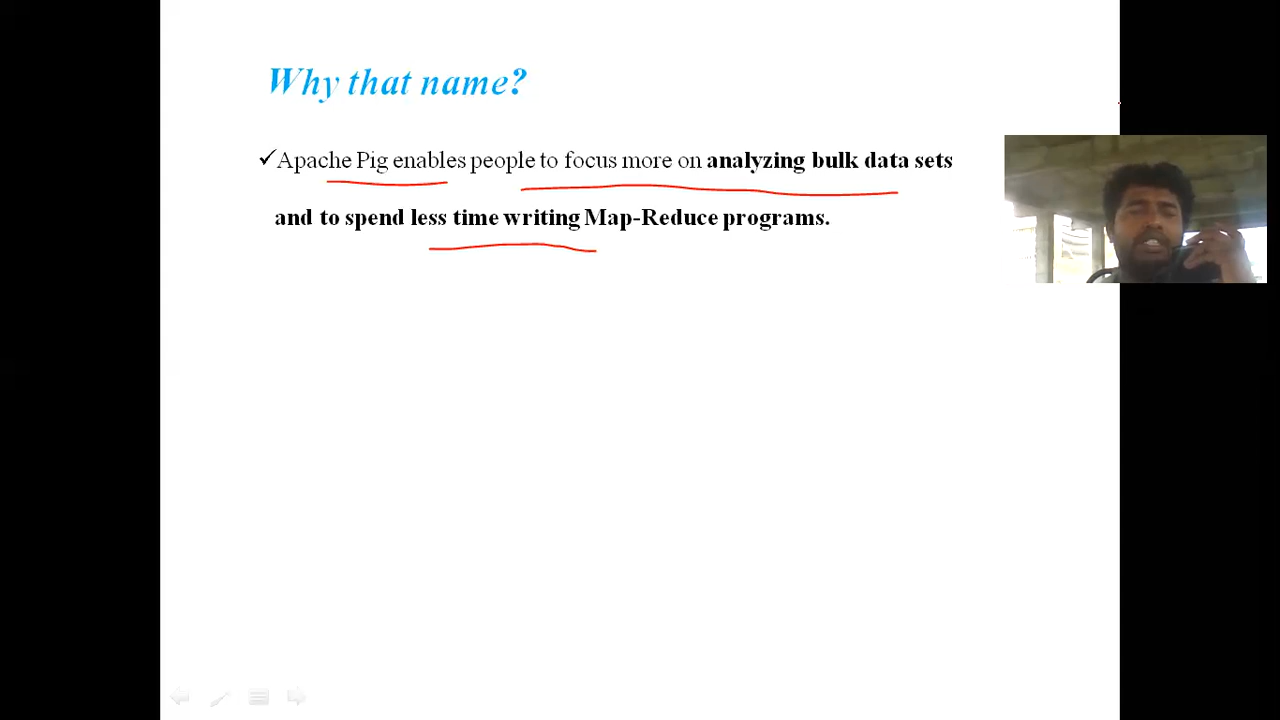 Why that name?
✓Apache Pig enables people to focus more on analyzing bulk data sets
and to spend less time writing Map-Reduce programs.